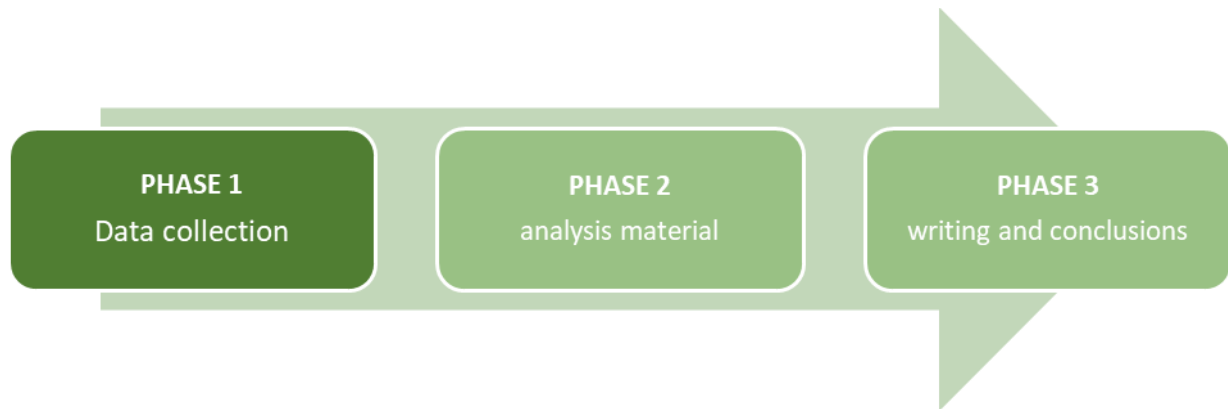 PHASE 1
Data collection
PHASE 2
analysis material
PHASE 3
writing and conclusions